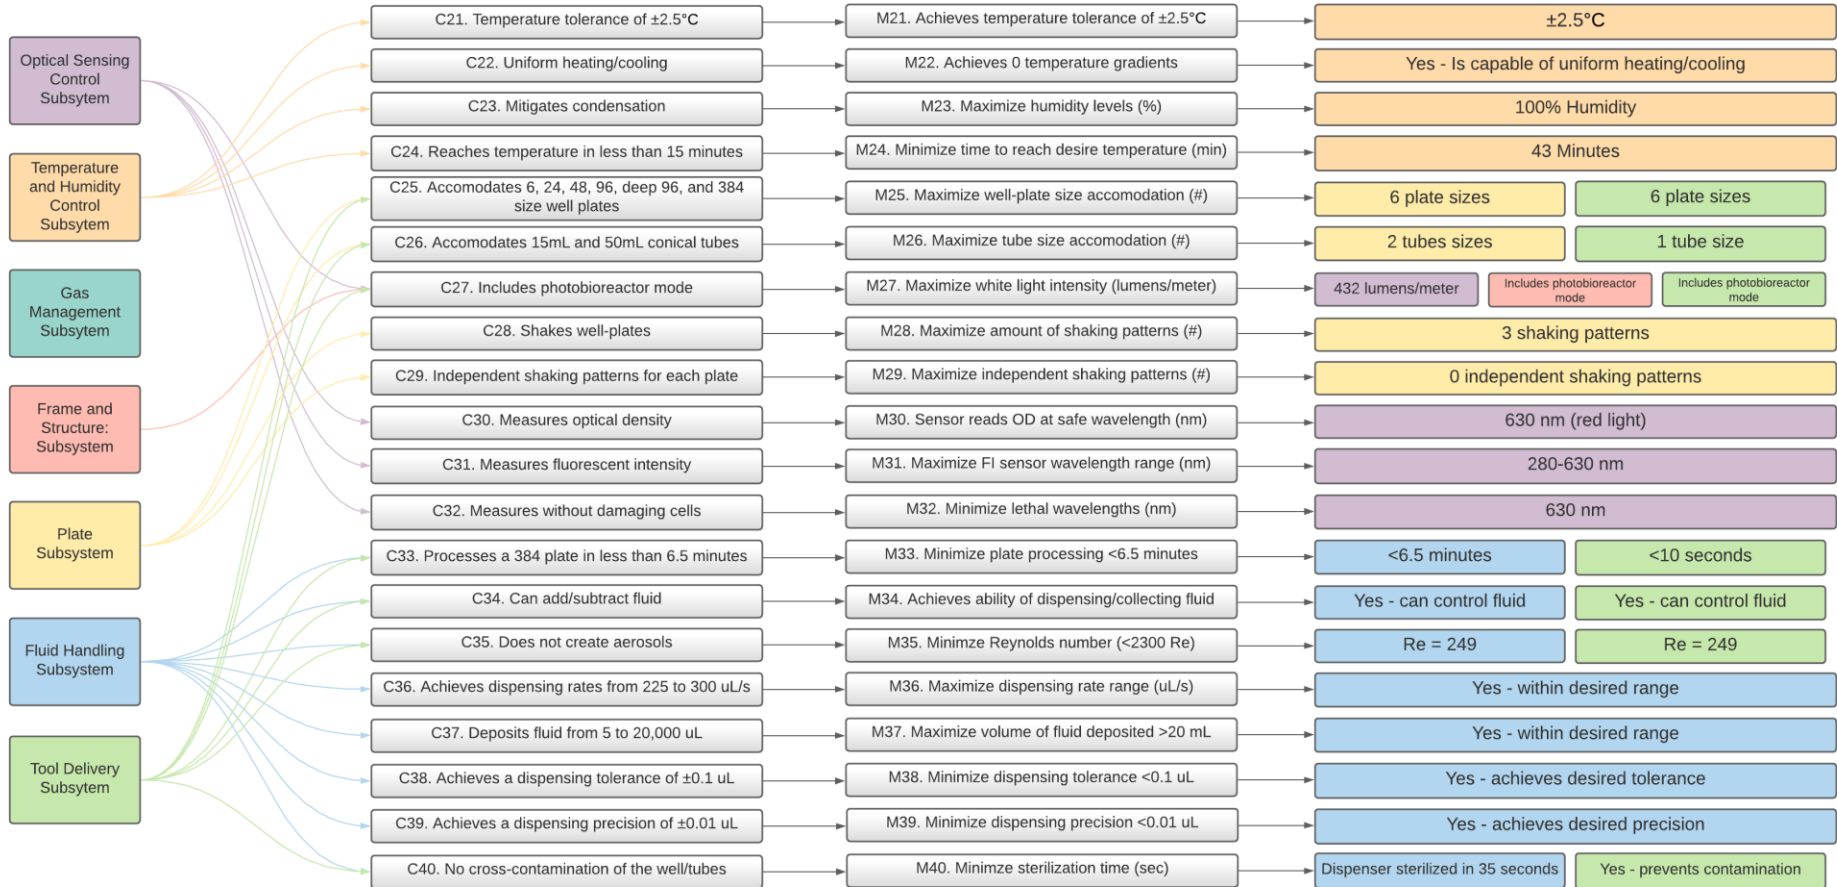 Optical Sensing
Control
Subsytem
Temperature
and Humidity
Control
Subsytem
Gas
Management
Subsytem
Frame and
Structure:
Subsystem
Plate
Subsystem
Fluid Handling
Subsystem
Tool Delivery
Subsytem
C21. Temperature tolerance of ±2.5°C
M21. Achieves temperature tolerance of ±2.5°C
±2.5°C
C22. Uniform heating/cooling
M22. Achieves 0 temperature gradients
Yes - Is capable of uniform heating/cooling
C23. Mitigates condensation
M23. Maximize humidity levels (%)
100% Humidity
C24. Reaches temperature in less than 15 minutes
M24. Minimize time to reach desire temperature (min)
43 Minutes
C25. Accomodates 6, 24, 48, 96, deep 96, and 384
size well plates
M25. Maximize well-plate size accomodation (#)
6 plate sizes
6 plate sizes
C26. Accomodates 15mL and 50mL conical tubes
M26. Maximize tube size accomodation (#)
2 tubes sizes
1 tube size
C27. Includes photobioreactor mode
M27. Maximize white light intensity (lumens/meter)
432 lumens/meter
Includes photobioreactor
mode
Includes photobioreactor
mode
C28. Shakes well-plates
M28. Maximize amount of shaking patterns (#)
3 shaking patterns
C29. Independent shaking patterns for each plate
M29. Maximize independent shaking patterns (#)
0 independent shaking patterns
C30. Measures optical density
M30. Sensor reads OD at safe wavelength (nm)
630 nm (red light)
C31. Measures fluorescent intensity
M31. Maximize FI sensor wavelength range (nm)
280-630 nm
C32. Measures without damaging cells
M32. Minimize lethal wavelengths (nm)
630 nm
C33. Processes a 384 plate in less than 6.5 minutes
M33. Minimize plate processing <6.5 minutes
<6.5 minutes
<10 seconds
C34. Can add/subtract fluid
M34. Achieves ability of dispensing/collecting fluid
Yes - can control fluid
Yes - can control fluid
C35. Does not create aerosols
M35. Minimze Reynolds number (<2300 Re)
Re = 249
Re = 249
C36. Achieves dispensing rates from 225 to 300 uL/s
M36. Maximize dispensing rate range (uL/s)
Yes - within desired range
C37. Deposits fluid from 5 to 20,000 uL
M37. Maximize volume of fluid deposited >20 mL
Yes - within desired range
C38. Achieves a dispensing tolerance of ±0.1 uL
M38. Minimize dispensing tolerance <0.1 uL
Yes - achieves desired tolerance
C39. Achieves a dispensing precision of ±0.01 uL
M39. Minimize dispensing precision <0.01 uL
Yes - achieves desired precision
C40. No cross-contamination of the well/tubes
M40. Minimze sterilization time (sec)
Dispenser sterilized in 35 seconds
Yes - prevents contamination